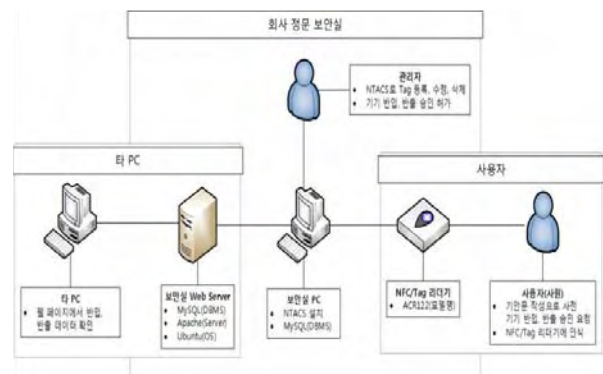 회사 정문 보안실
관리자
• NTACS로 Tag 등록, 수정, 삭제
• 기기 반입, 반출 승인 허가
타 PC
사용자
타 PC
• 웹 페이지에서 반입,
반출 데이터 확인
보안실 Web Server
• MySQL(DBMS)
• Apache(Server)
• Ubuntu(OS)
보안실 PC
• NTACS 설치
• MySQL(DBMS)
NFC/Tag 리더기
• ACR122(모델명)
사용자(사원)
• 기안문 작성으로 사전
기기 반입, 반출 승인 요청
• NFC/Tag 리더기에 인식